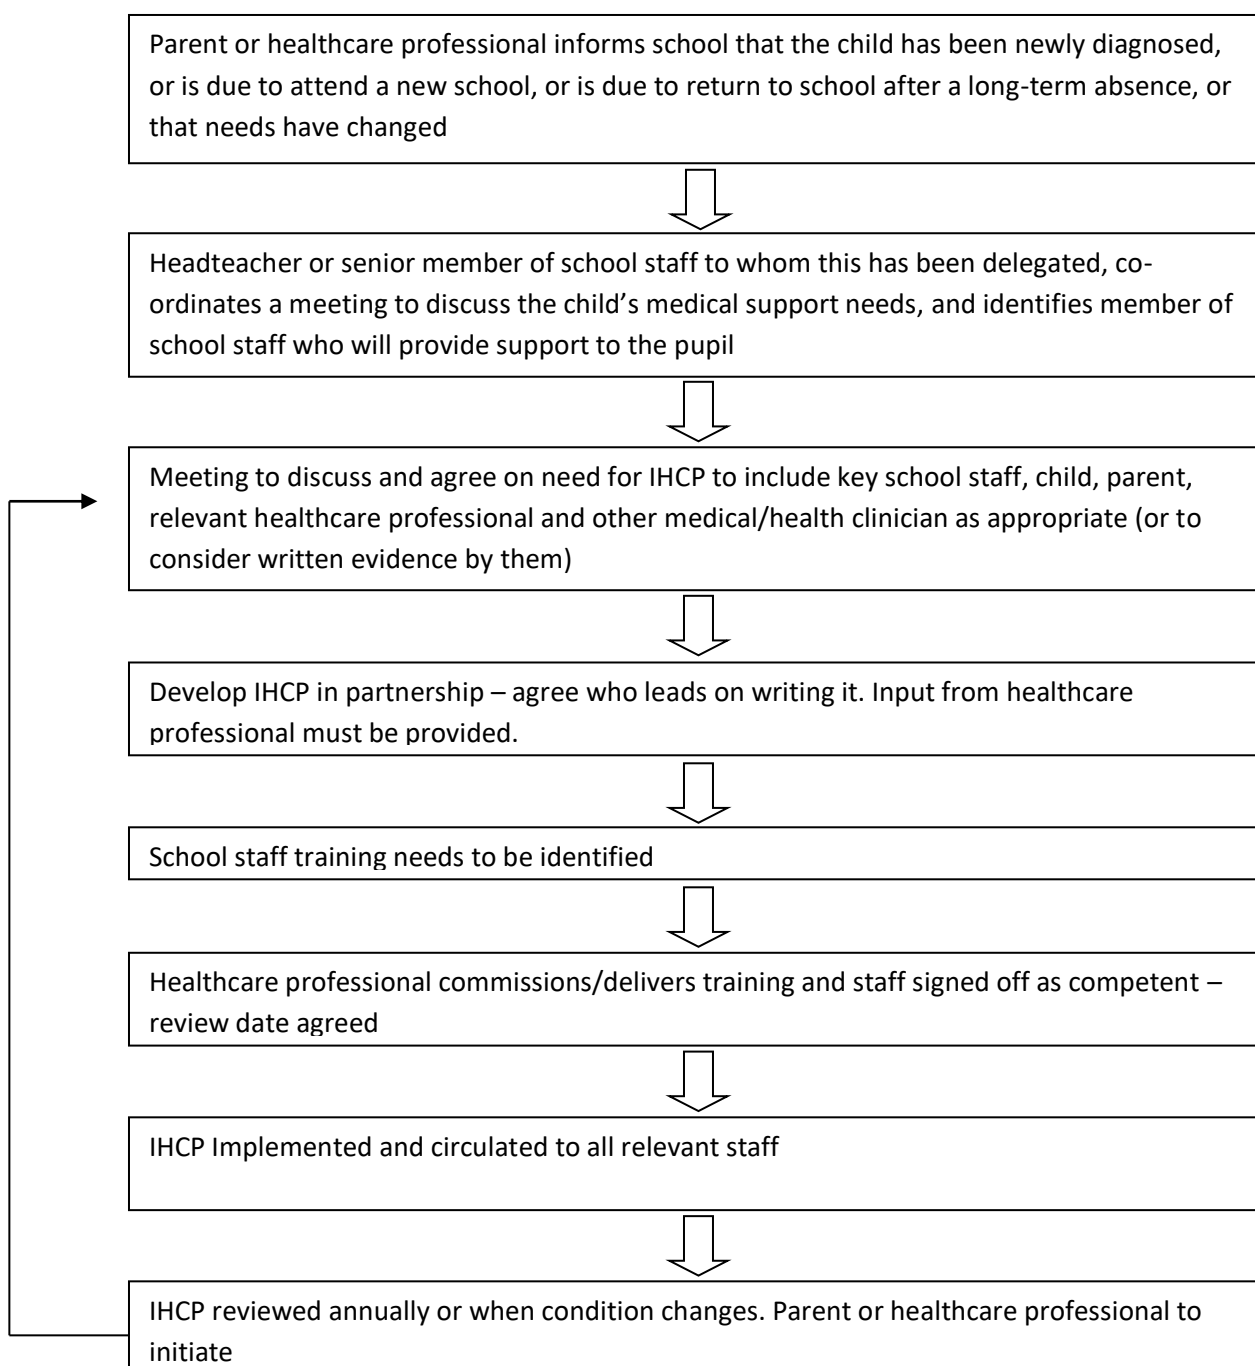 Parent or healthcare professional informs school that the child has been newly diagnosed,
or is due to attend a new school, or is due to return to school after a long-term absence, or
that needs have changed
Headteacher or senior member of school staff to whom this has been delegated, co-
ordinates a meeting to discuss the child’s medical support needs, and identifies member of
school staff who will provide support to the pupil
Meeting to discuss and agree on need for IHCP to include key school staff, child, parent,
relevant healthcare professional and other medical/health clinician as appropriate (or to
consider written evidence by them)
Develop IHCP in partnership – agree who leads on writing it. Input from healthcare
professional must be provided.
School staff training needs to be identified
Healthcare professional commissions/delivers training and staff signed off as competent –
review date agreed
IHCP Implemented and circulated to all relevant staff
IHCP reviewed annually or when condition changes. Parent or healthcare professional to
initiate